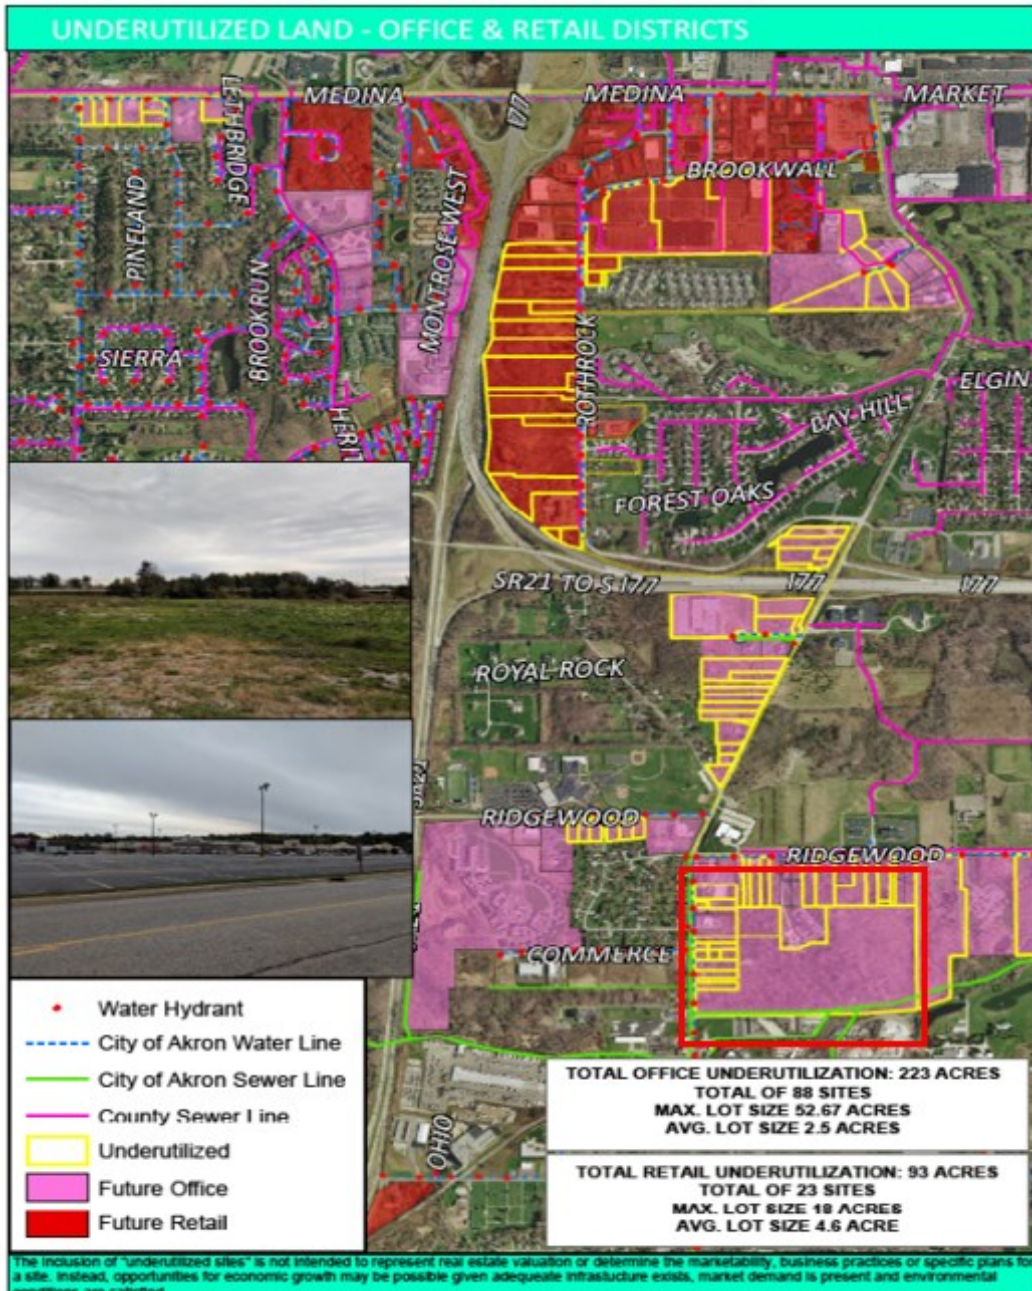 UNDERUTILIZED LAND - OFFICE & RETAIL DISTRICTS
LETHBRIDGE
MEDINA
I77
MEDINA
MARKET
PINELAND
BROOKWALL
MONTROSE WEST
BROOKRUN
SIERRA
ROTHROCK
ELGIN
BAY HILL
FOREST OAKS
SR21 TO S I77
I77
I77
ROYAL ROCK
RIDGEWOOD
RIDGEWOOD
COMMERCE
OHIO
Water Hydrant
City of Akron Water Line
City of Akron Sewer Line
County Sewer Line
Underutilized
Future Office
Future Retail
TOTAL OFFICE UNDERUTILIZATION: 223 ACRES
TOTAL OF 88 SITES
MAX. LOT SIZE 52.67 ACRES
AVG. LOT SIZE 2.5 ACRES
TOTAL RETAIL UNDERUTILIZATION: 93 ACRES
TOTAL OF 23 SITES
MAX. LOT SIZE 18 ACRES
AVG. LOT SIZE 4.6 ACRE
The inclusion of "underutilized sites" is not intended to represent real estate valuation or determine the marketability, business practices or specific plans for
a site. Instead, opportunities for economic growth may be possible given adequeate infrastucture exists, market demand is present and environmental